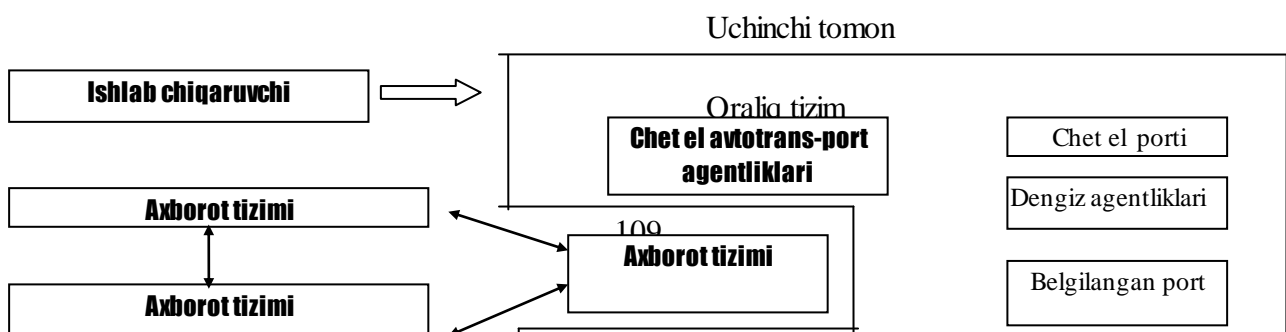 Uchinchi tomon
Ishlab chiqaruvchi
Oraliq tizim
Chet el avtotrans-port
agentliklari
Chet el porti
Dengiz agentliklari
Axborot tizimi
109
Axborot tizimi
Belgilangan port
Axborot tizimi